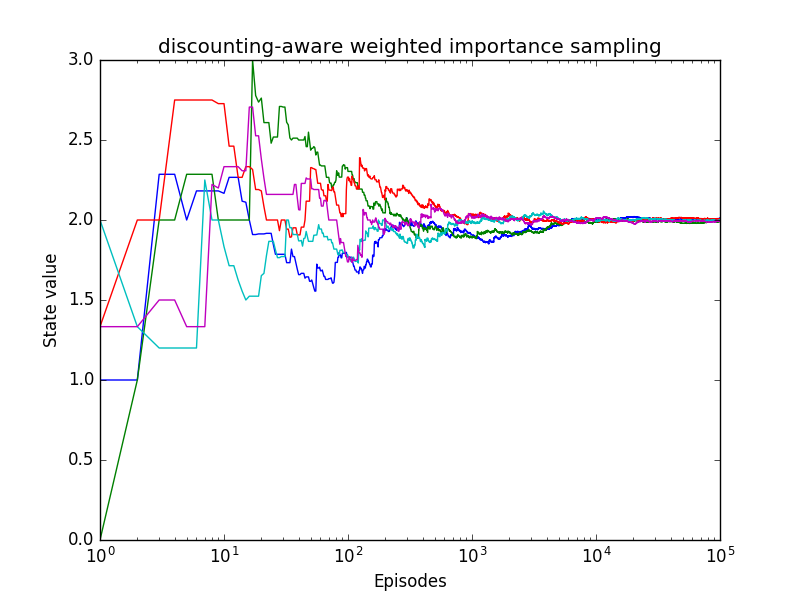 discounting-aware weighted importance sampling
3.0
2.5
2.0
1.5
1.0
0.5
0.0
State value
10⁰ 10¹ 10² 10³ 10⁴ 10⁵
Episodes